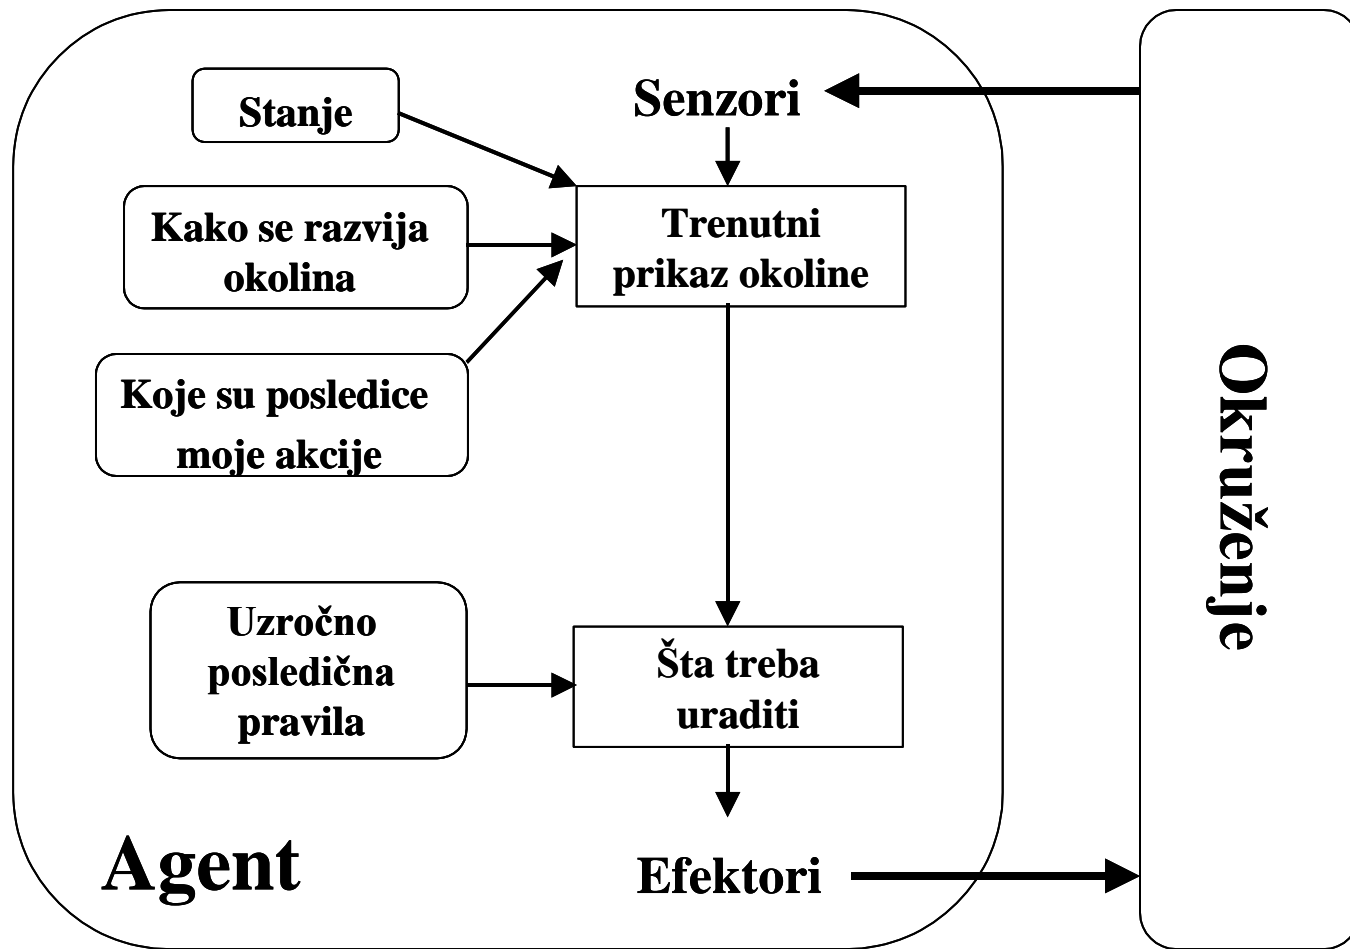 Stanje
Senzori
Kako se razvija
okolina
Trenutni
prikaz okoline
Koje su posledice
moje akcije
Uzročno
posledična
pravila
Šta treba
uraditi
Agent
Efektori
Okruženje